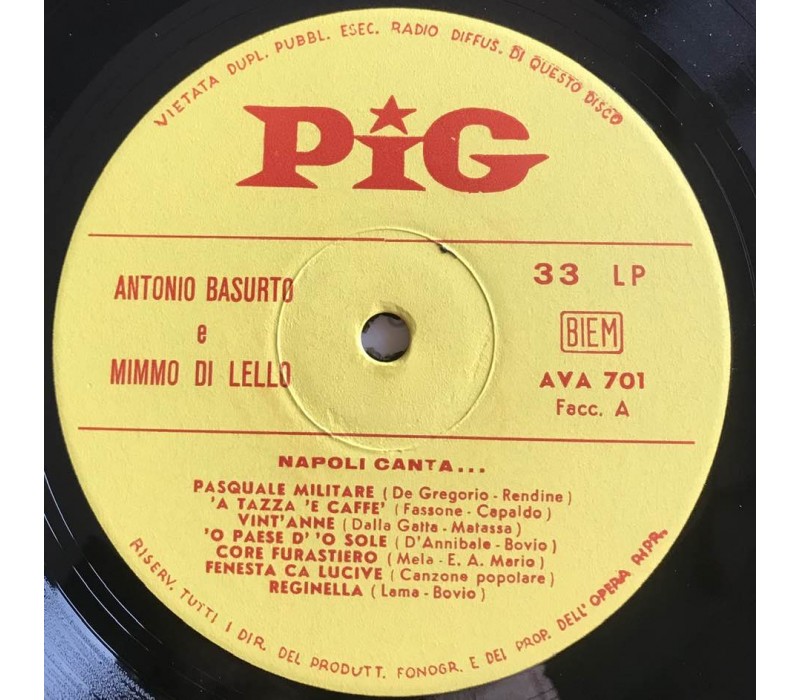 VIETATA DUPL. PUBBL. ESEC. RADIO DIFFUS. DI QUESTO DISCO
PiG
ANTONIO BASURTO
e
MIMMO DI LELLO
33 LP
BIEM
AVA 701
Facc. A
NAPOLI CANTA...
PASQUALE MILITARE (De Gregorio - Rendine)
'A TAZZA 'E CAFFE' (Fassone - Capaldo)
VINT'ANNE (Dalla Gatta - Matassa)
'O PAESE D' 'O SOLE (D'Annibale - Bovio)
CORE FURASTIERO (Mela - E. A. Mario)
FENESTA CA LUCIVE (Canzone popolare)
REGINELLA (Lama - Bovio)
RISERV. TUTTI I DIR. DEL PRODUTT. FONOGR. E DEI PROP. DELL'OPERA RIPR.